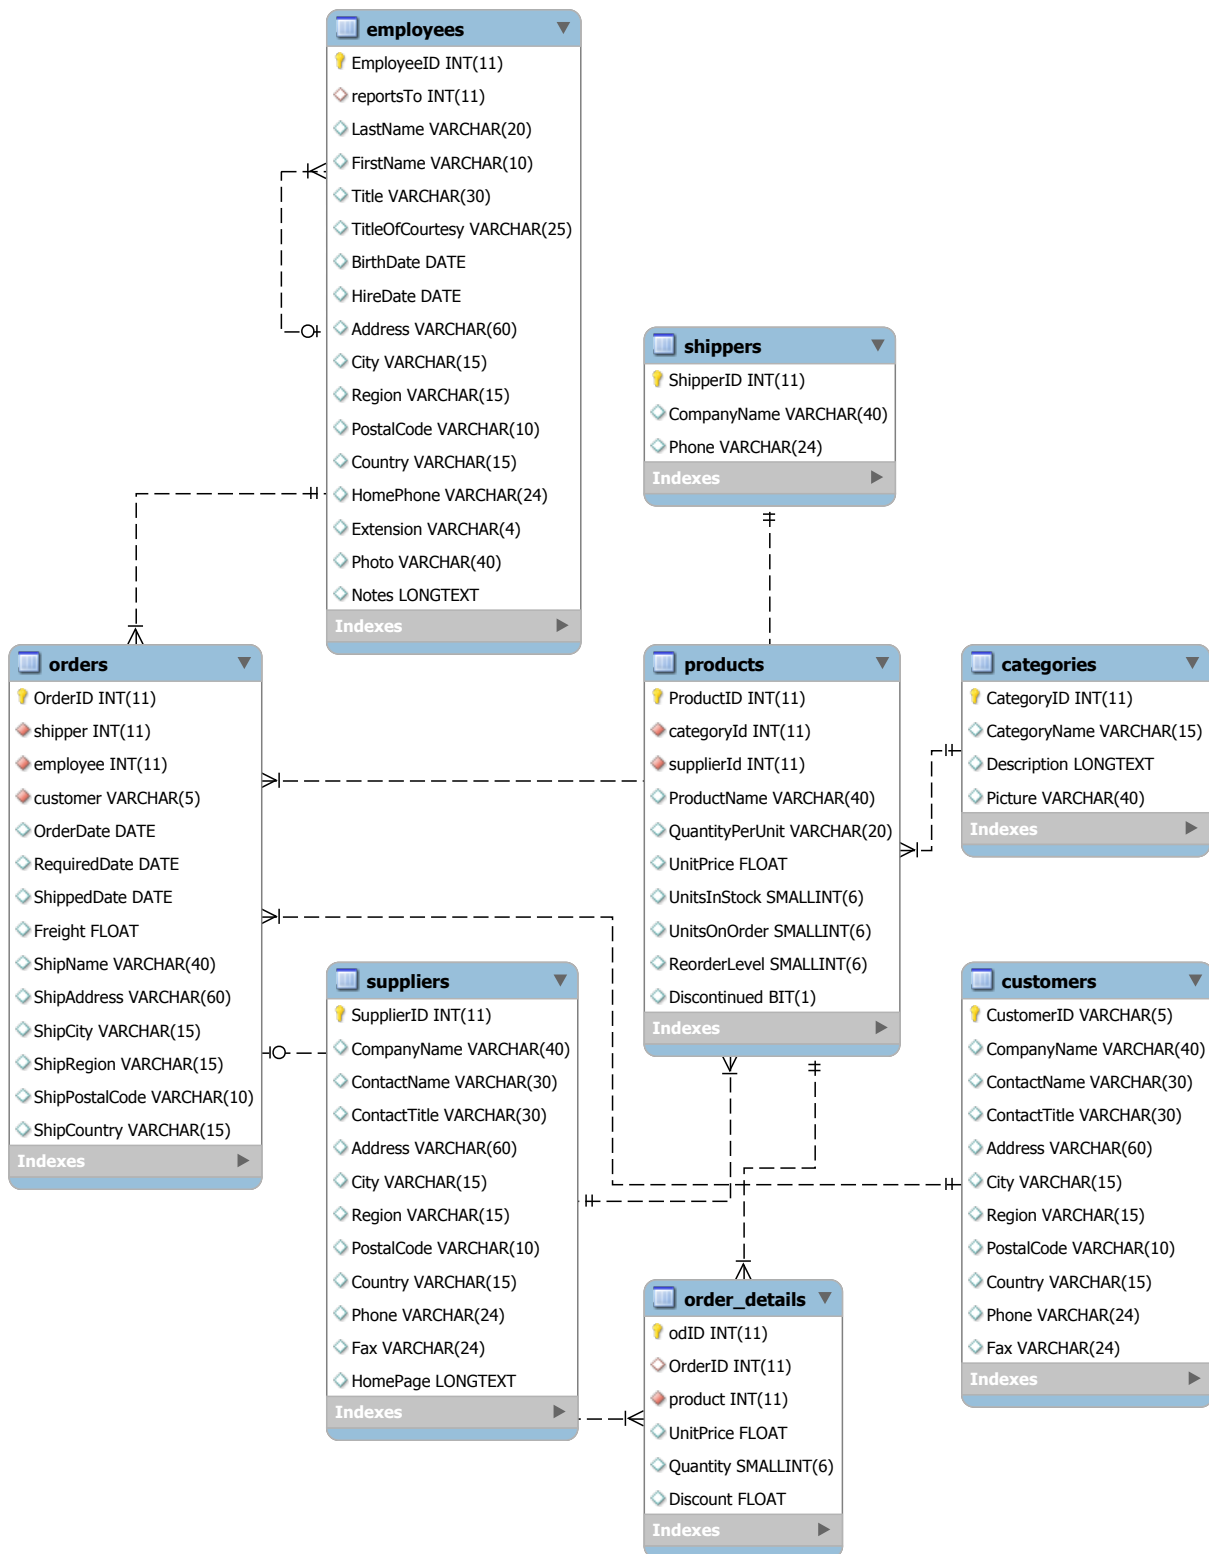 employees
EmployeeID INT(11)
reportsTo INT(11)
LastName VARCHAR(20)
FirstName VARCHAR(10)
Title VARCHAR(30)
TitleOfCourtesy VARCHAR(25)
BirthDate DATE
HireDate DATE
Address VARCHAR(60)
City VARCHAR(15)
Region VARCHAR(15)
PostalCode VARCHAR(10)
Country VARCHAR(15)
HomePhone VARCHAR(24)
Extension VARCHAR(4)
Photo VARCHAR(40)
Notes LONGTEXT
Indexes
shippers
ShipperID INT(11)
CompanyName VARCHAR(40)
Phone VARCHAR(24)
Indexes
orders
OrderID INT(11)
shipper INT(11)
employee INT(11)
customer VARCHAR(5)
OrderDate DATE
RequiredDate DATE
ShippedDate DATE
Freight FLOAT
ShipName VARCHAR(40)
ShipAddress VARCHAR(60)
ShipCity VARCHAR(15)
ShipRegion VARCHAR(15)
ShipPostalCode VARCHAR(10)
ShipCountry VARCHAR(15)
Indexes
products
ProductID INT(11)
categoryId INT(11)
supplierId INT(11)
ProductName VARCHAR(40)
QuantityPerUnit VARCHAR(20)
UnitPrice FLOAT
UnitsInStock SMALLINT(6)
UnitsOnOrder SMALLINT(6)
ReorderLevel SMALLINT(6)
Discontinued BIT(1)
Indexes
categories
CategoryID INT(11)
CategoryName VARCHAR(15)
Description LONGTEXT
Picture VARCHAR(40)
Indexes
suppliers
SupplierID INT(11)
CompanyName VARCHAR(40)
ContactName VARCHAR(30)
ContactTitle VARCHAR(30)
Address VARCHAR(60)
City VARCHAR(15)
Region VARCHAR(15)
PostalCode VARCHAR(10)
Country VARCHAR(15)
Phone VARCHAR(24)
Fax VARCHAR(24)
HomePage LONGTEXT
Indexes
customers
CustomerID VARCHAR(5)
CompanyName VARCHAR(40)
ContactName VARCHAR(30)
ContactTitle VARCHAR(30)
Address VARCHAR(60)
City VARCHAR(15)
Region VARCHAR(15)
PostalCode VARCHAR(10)
Country VARCHAR(15)
Phone VARCHAR(24)
Fax VARCHAR(24)
Indexes
order_details
odID INT(11)
OrderID INT(11)
product INT(11)
UnitPrice FLOAT
Quantity SMALLINT(6)
Discount FLOAT
Indexes